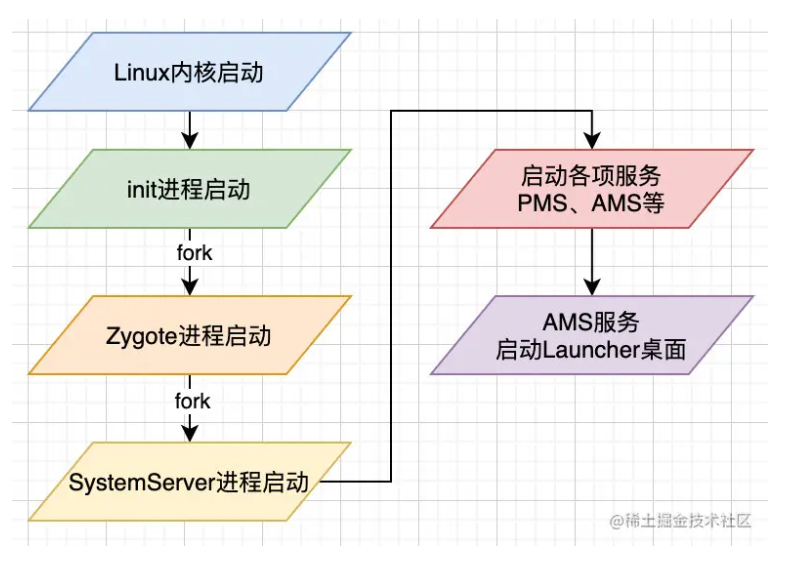 Linux内核启动
init进程启动
fork
Zygote进程启动
fork
SystemServer进程启动
启动各项服务
PMS、AMS等
AMS服务
启动Launcher桌面
@稀土掘金技术社区